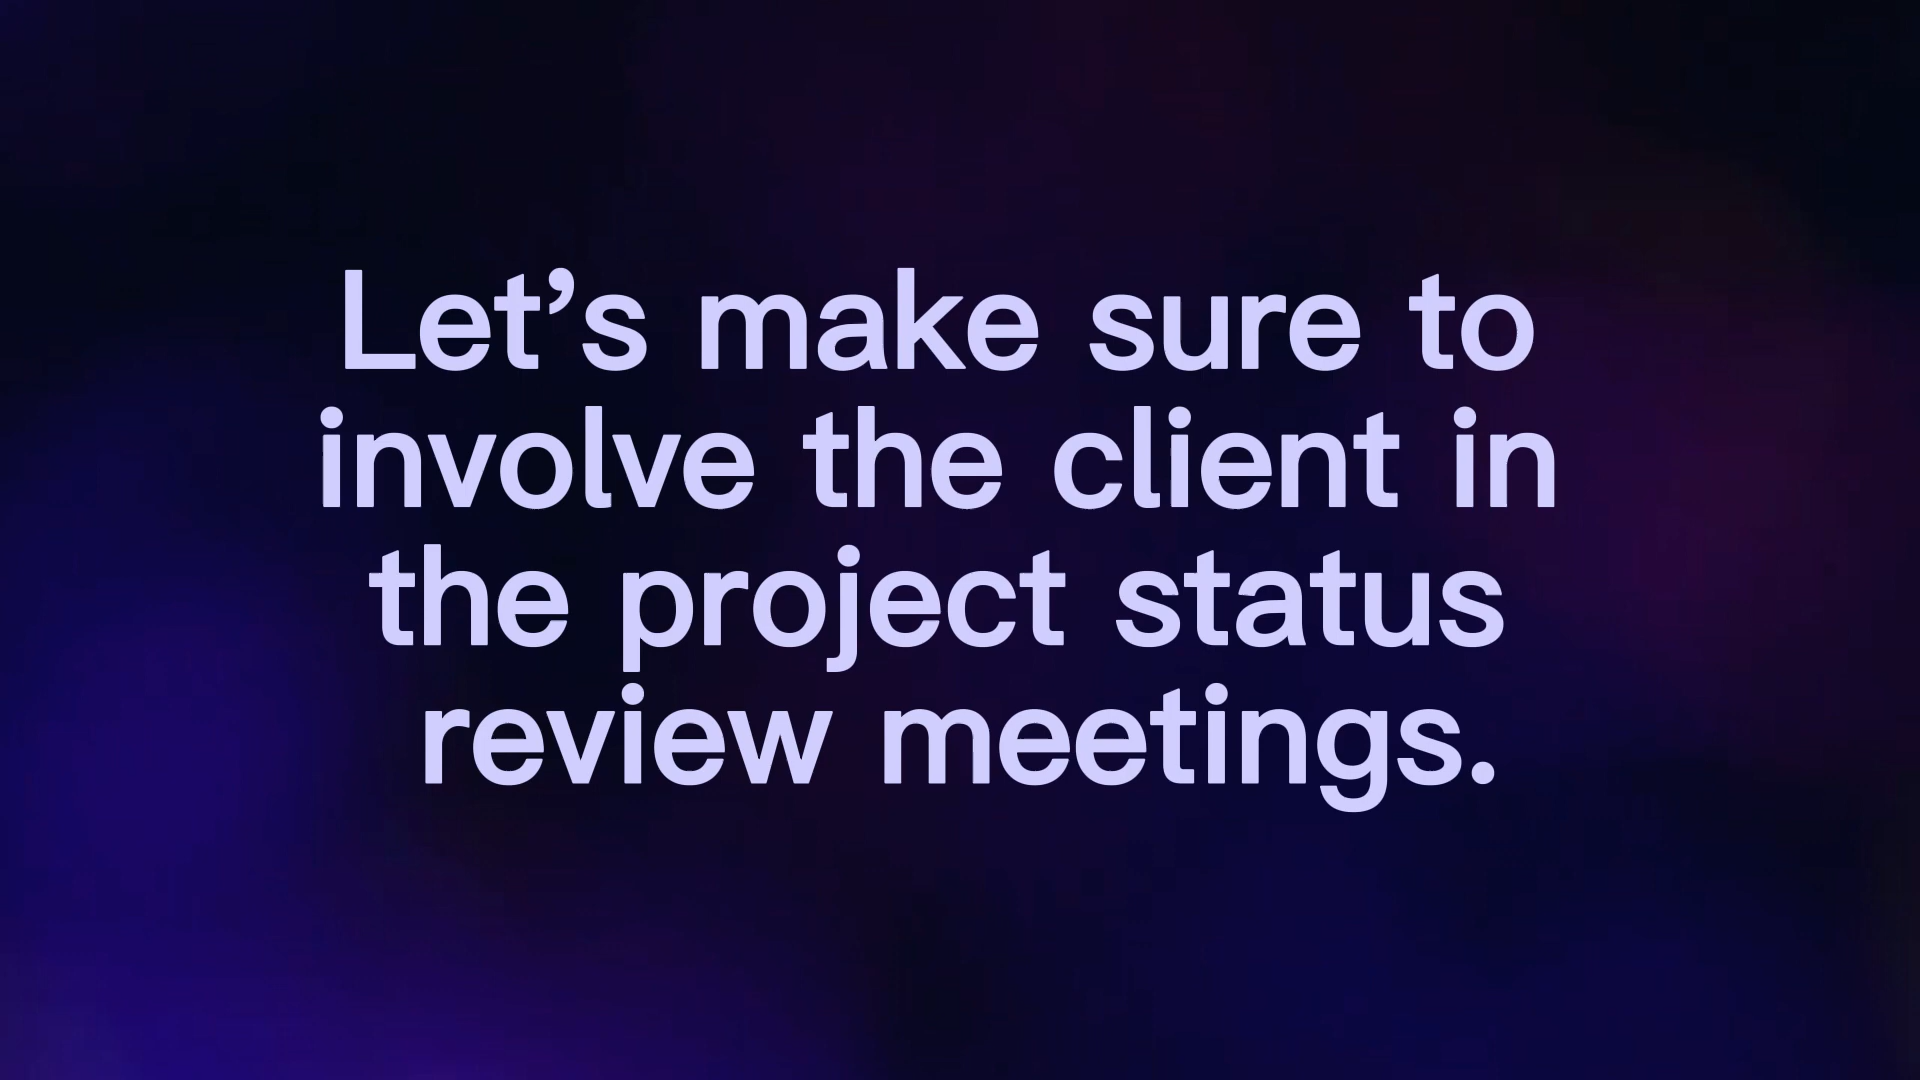 Let’s make sure to
involve the client in
the project status
review meetings.